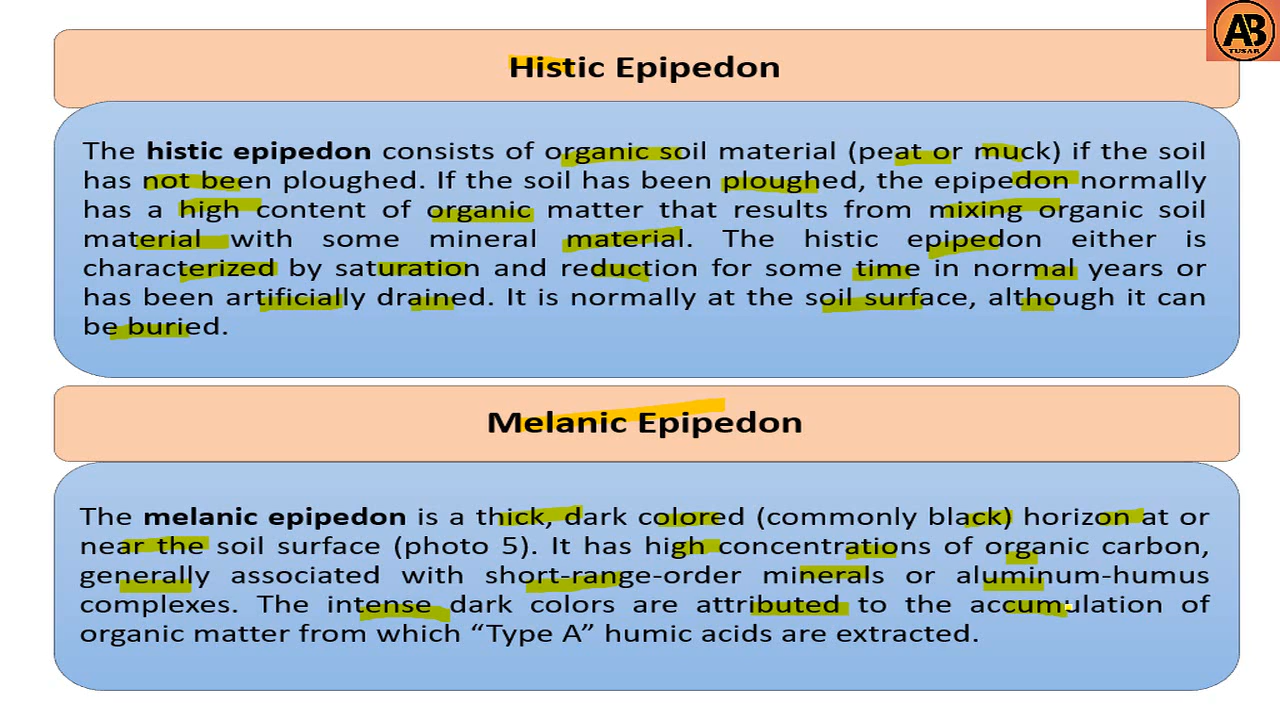 AB
TUSAR
Histic Epipedon
The histic epipedon consists of organic soil material (peat or muck) if the soil
has not been ploughed. If the soil has been ploughed, the epipedon normally
has a high content of organic matter that results from mixing organic soil
material with some mineral material. The histic epipedon either is
characterized by saturation and reduction for some time in normal years or
has been artificially drained. It is normally at the soil surface, although it can
be buried.
Melanic Epipedon
The melanic epipedon is a thick, dark colored (commonly black) horizon at or
near the soil surface (photo 5). It has high concentrations of organic carbon,
generally associated with short-range-order minerals or aluminum-humus
complexes. The intense dark colors are attributed to the accumulation of
organic matter from which “Type A” humic acids are extracted.